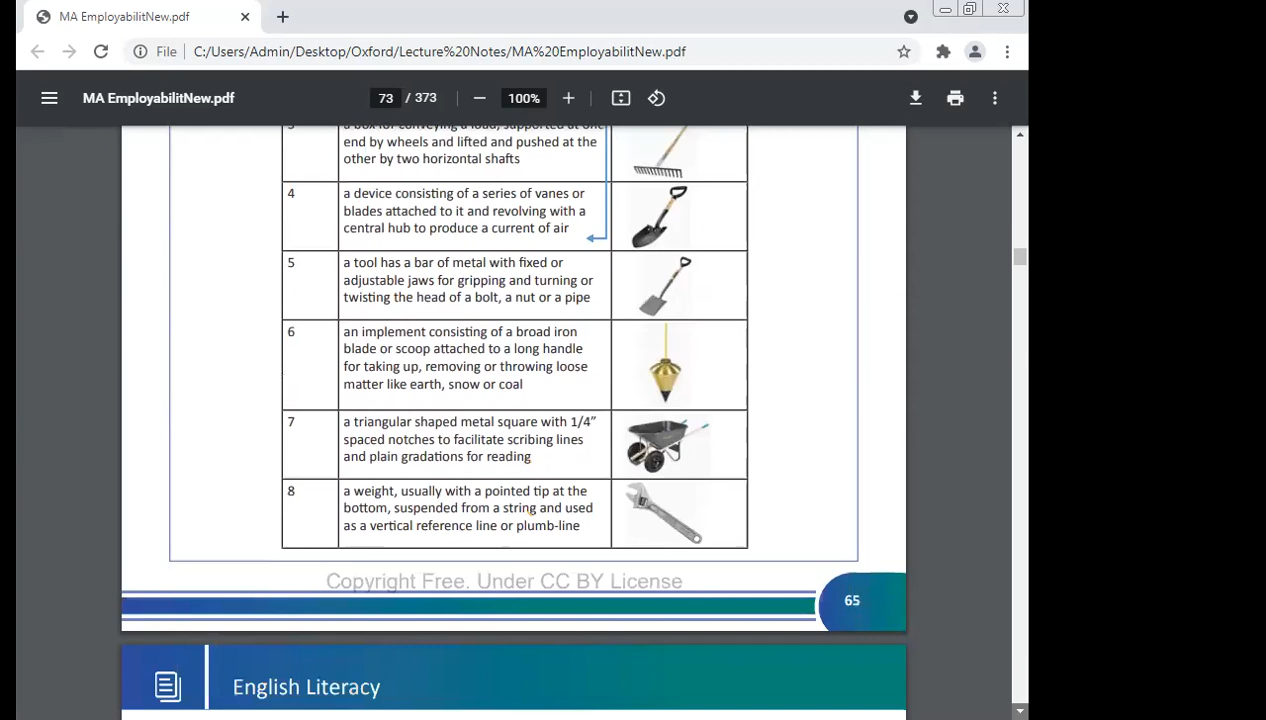 MA EmployabilitNew.pdf
File C:/Users/Admin/Desktop/Oxford/Lecture%20Notes/MA%20EmployabilitNew.pdf
MA EmployabilitNew.pdf 73 / 373 100%
3 a box for conveying a load, supported at one
end by wheels and lifted and pushed at the
other by two horizontal shafts
4 a device consisting of a series of vanes or
blades attached to it and revolving with a
central hub to produce a current of air
5 a tool has a bar of metal with fixed or
adjustable jaws for gripping and turning or
twisting the head of a bolt, a nut or a pipe
6 an implement consisting of a broad iron
blade or scoop attached to a long handle
for taking up, removing or throwing loose
matter like earth, snow or coal
7 a triangular shaped metal square with 1/4”
spaced notches to facilitate scribing lines
and plain gradations for reading
8 a weight, usually with a pointed tip at the
bottom, suspended from a string and used
as a vertical reference line or plumb-line
Copyright Free. Under CC BY License
65
English Literacy